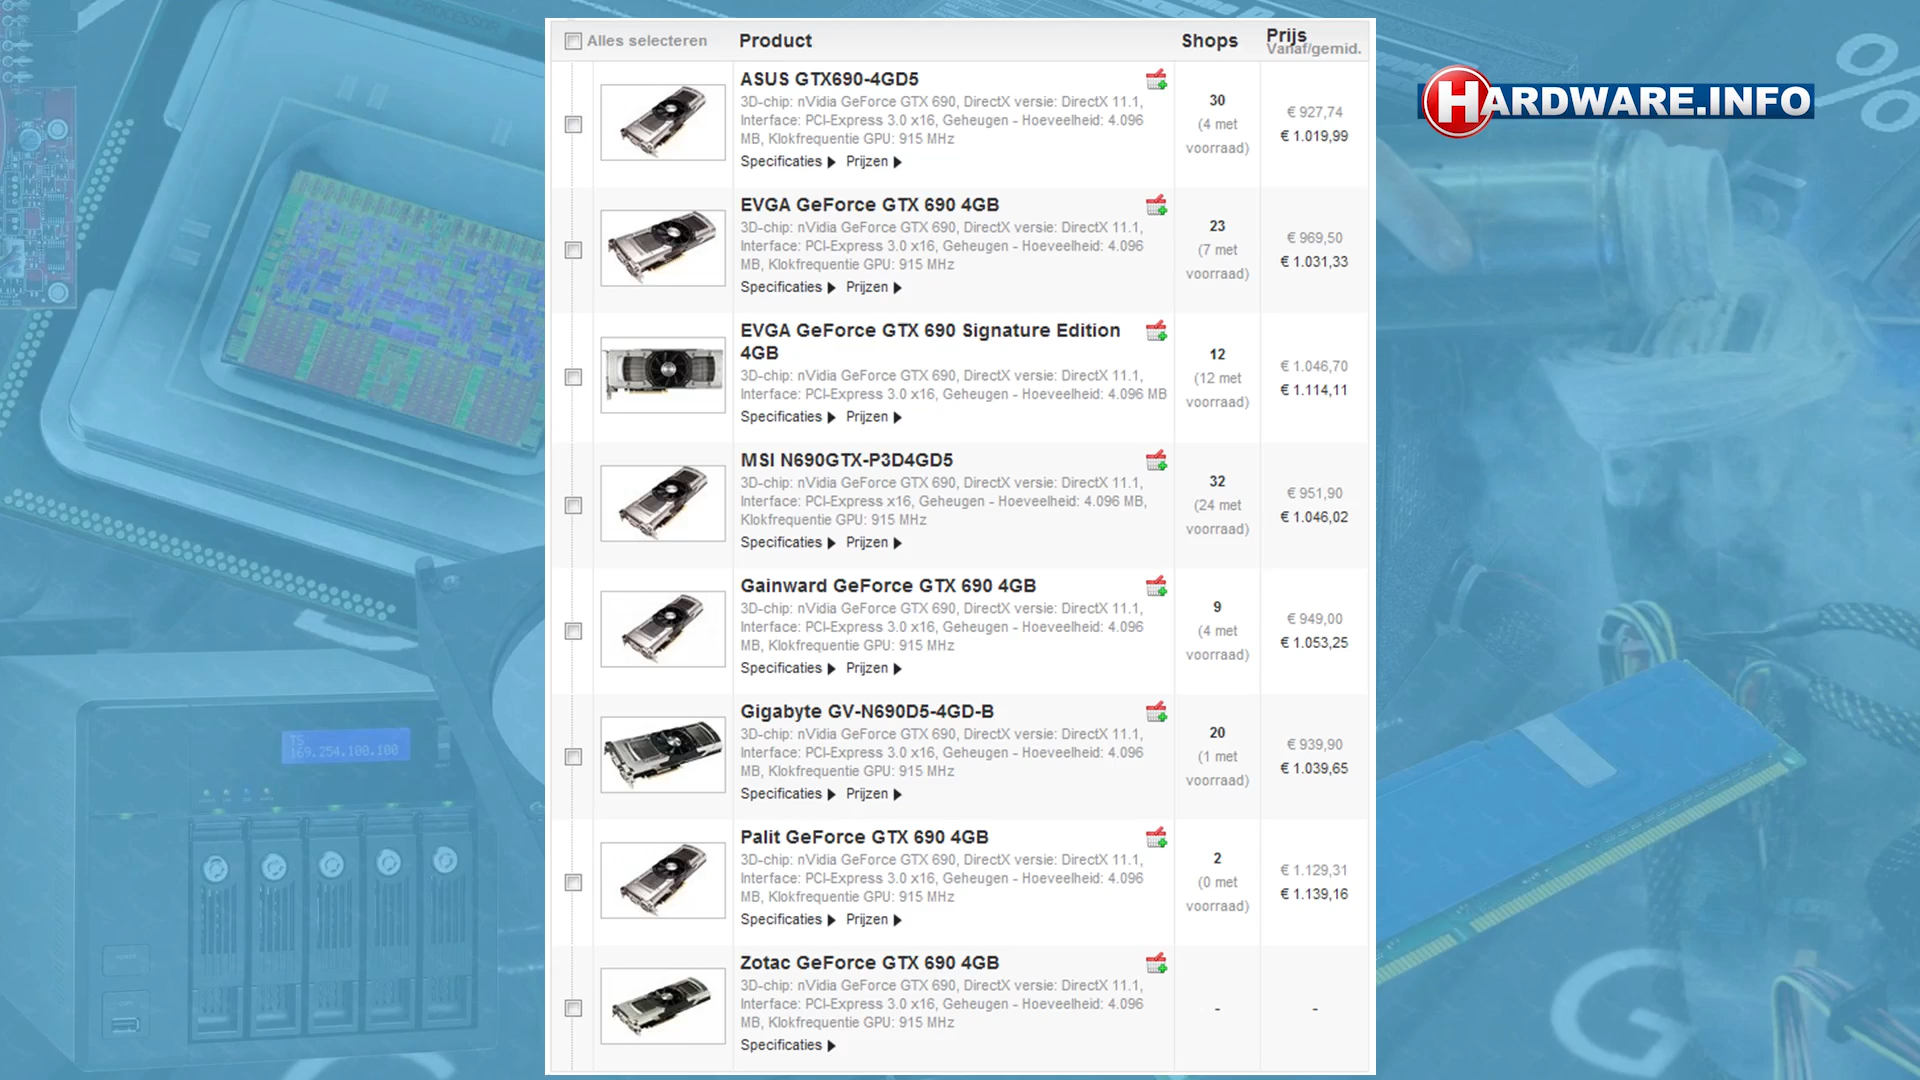 Alles selecteren Product Shops Prijs
Vanaf/gemid.
ASUS GTX690-4GD5
3D-chip: nVidia GeForce GTX 690, DirectX versie: DirectX 11.1,
Interface: PCI-Express 3.0 x16, Geheugen - Hoeveelheid: 4.096
MB, Klokfrequentie GPU: 915 MHz
Specificaties Prijzen
30
(4 met
voorraad)
€ 927,74
€ 1.019,99
EVGA GeForce GTX 690 4GB
3D-chip: nVidia GeForce GTX 690, DirectX versie: DirectX 11.1,
Interface: PCI-Express 3.0 x16, Geheugen - Hoeveelheid: 4.096
MB, Klokfrequentie GPU: 915 MHz
Specificaties Prijzen
23
(7 met
voorraad)
€ 969,50
€ 1.031,33
EVGA GeForce GTX 690 Signature Edition
4GB
3D-chip: nVidia GeForce GTX 690, DirectX versie: DirectX 11.1,
Interface: PCI-Express 3.0 x16, Geheugen - Hoeveelheid: 4.096 MB
Specificaties Prijzen
12
(12 met
voorraad)
€ 1.046,70
€ 1.114,11
MSI N690GTX-P3D4GD5
3D-chip: nVidia GeForce GTX 690, DirectX versie: DirectX 11.1,
Interface: PCI-Express x16, Geheugen - Hoeveelheid: 4.096 MB,
Klokfrequentie GPU: 915 MHz
Specificaties Prijzen
32
(24 met
voorraad)
€ 951,90
€ 1.046,02
Gainward GeForce GTX 690 4GB
3D-chip: nVidia GeForce GTX 690, DirectX versie: DirectX 11.1,
Interface: PCI-Express 3.0 x16, Geheugen - Hoeveelheid: 4.096
MB, Klokfrequentie GPU: 915 MHz
Specificaties Prijzen
9
(4 met
voorraad)
€ 949,00
€ 1.053,25
Gigabyte GV-N690D5-4GD-B
3D-chip: nVidia GeForce GTX 690, DirectX versie: DirectX 11.1,
Interface: PCI-Express 3.0 x16, Geheugen - Hoeveelheid: 4.096
MB, Klokfrequentie GPU: 915 MHz
Specificaties Prijzen
20
(1 met
voorraad)
€ 939,90
€ 1.039,65
Palit GeForce GTX 690 4GB
3D-chip: nVidia GeForce GTX 690, DirectX versie: DirectX 11.1,
Interface: PCI-Express 3.0 x16, Geheugen - Hoeveelheid: 4.096
MB, Klokfrequentie GPU: 915 MHz
Specificaties Prijzen
2
(0 met
voorraad)
€ 1.129,31
€ 1.139,16
Zotac GeForce GTX 690 4GB
3D-chip: nVidia GeForce GTX 690, DirectX versie: DirectX 11.1,
Interface: PCI-Express 3.0 x16, Geheugen - Hoeveelheid: 4.096
MB, Klokfrequentie GPU: 915 MHz
Specificaties
-
-
HARDWARE.INFO
TS
169.254.100.100